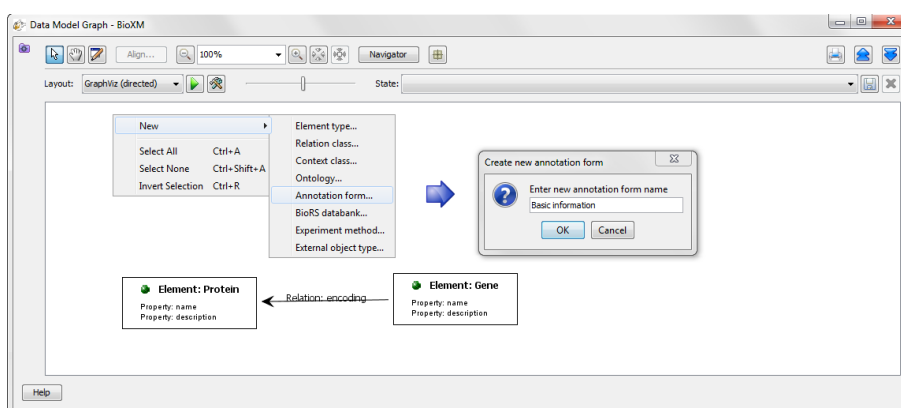 Data Model Graph - BioXM
Align... 100% Navigator
Layout: GraphViz (directed) State:
New
Select All Ctrl+A
Select None Ctrl+Shift+A
Invert Selection Ctrl+R
Element type...
Relation class...
Context class...
Ontology...
Annotation form...
BioRS databank...
Experiment method...
External object type...
Create new annotation form
Enter new annotation form name
Basic information
OK Cancel
Element: Protein
Property: name
Property: description
Relation: encoding
Element: Gene
Property: name
Property: description
Help